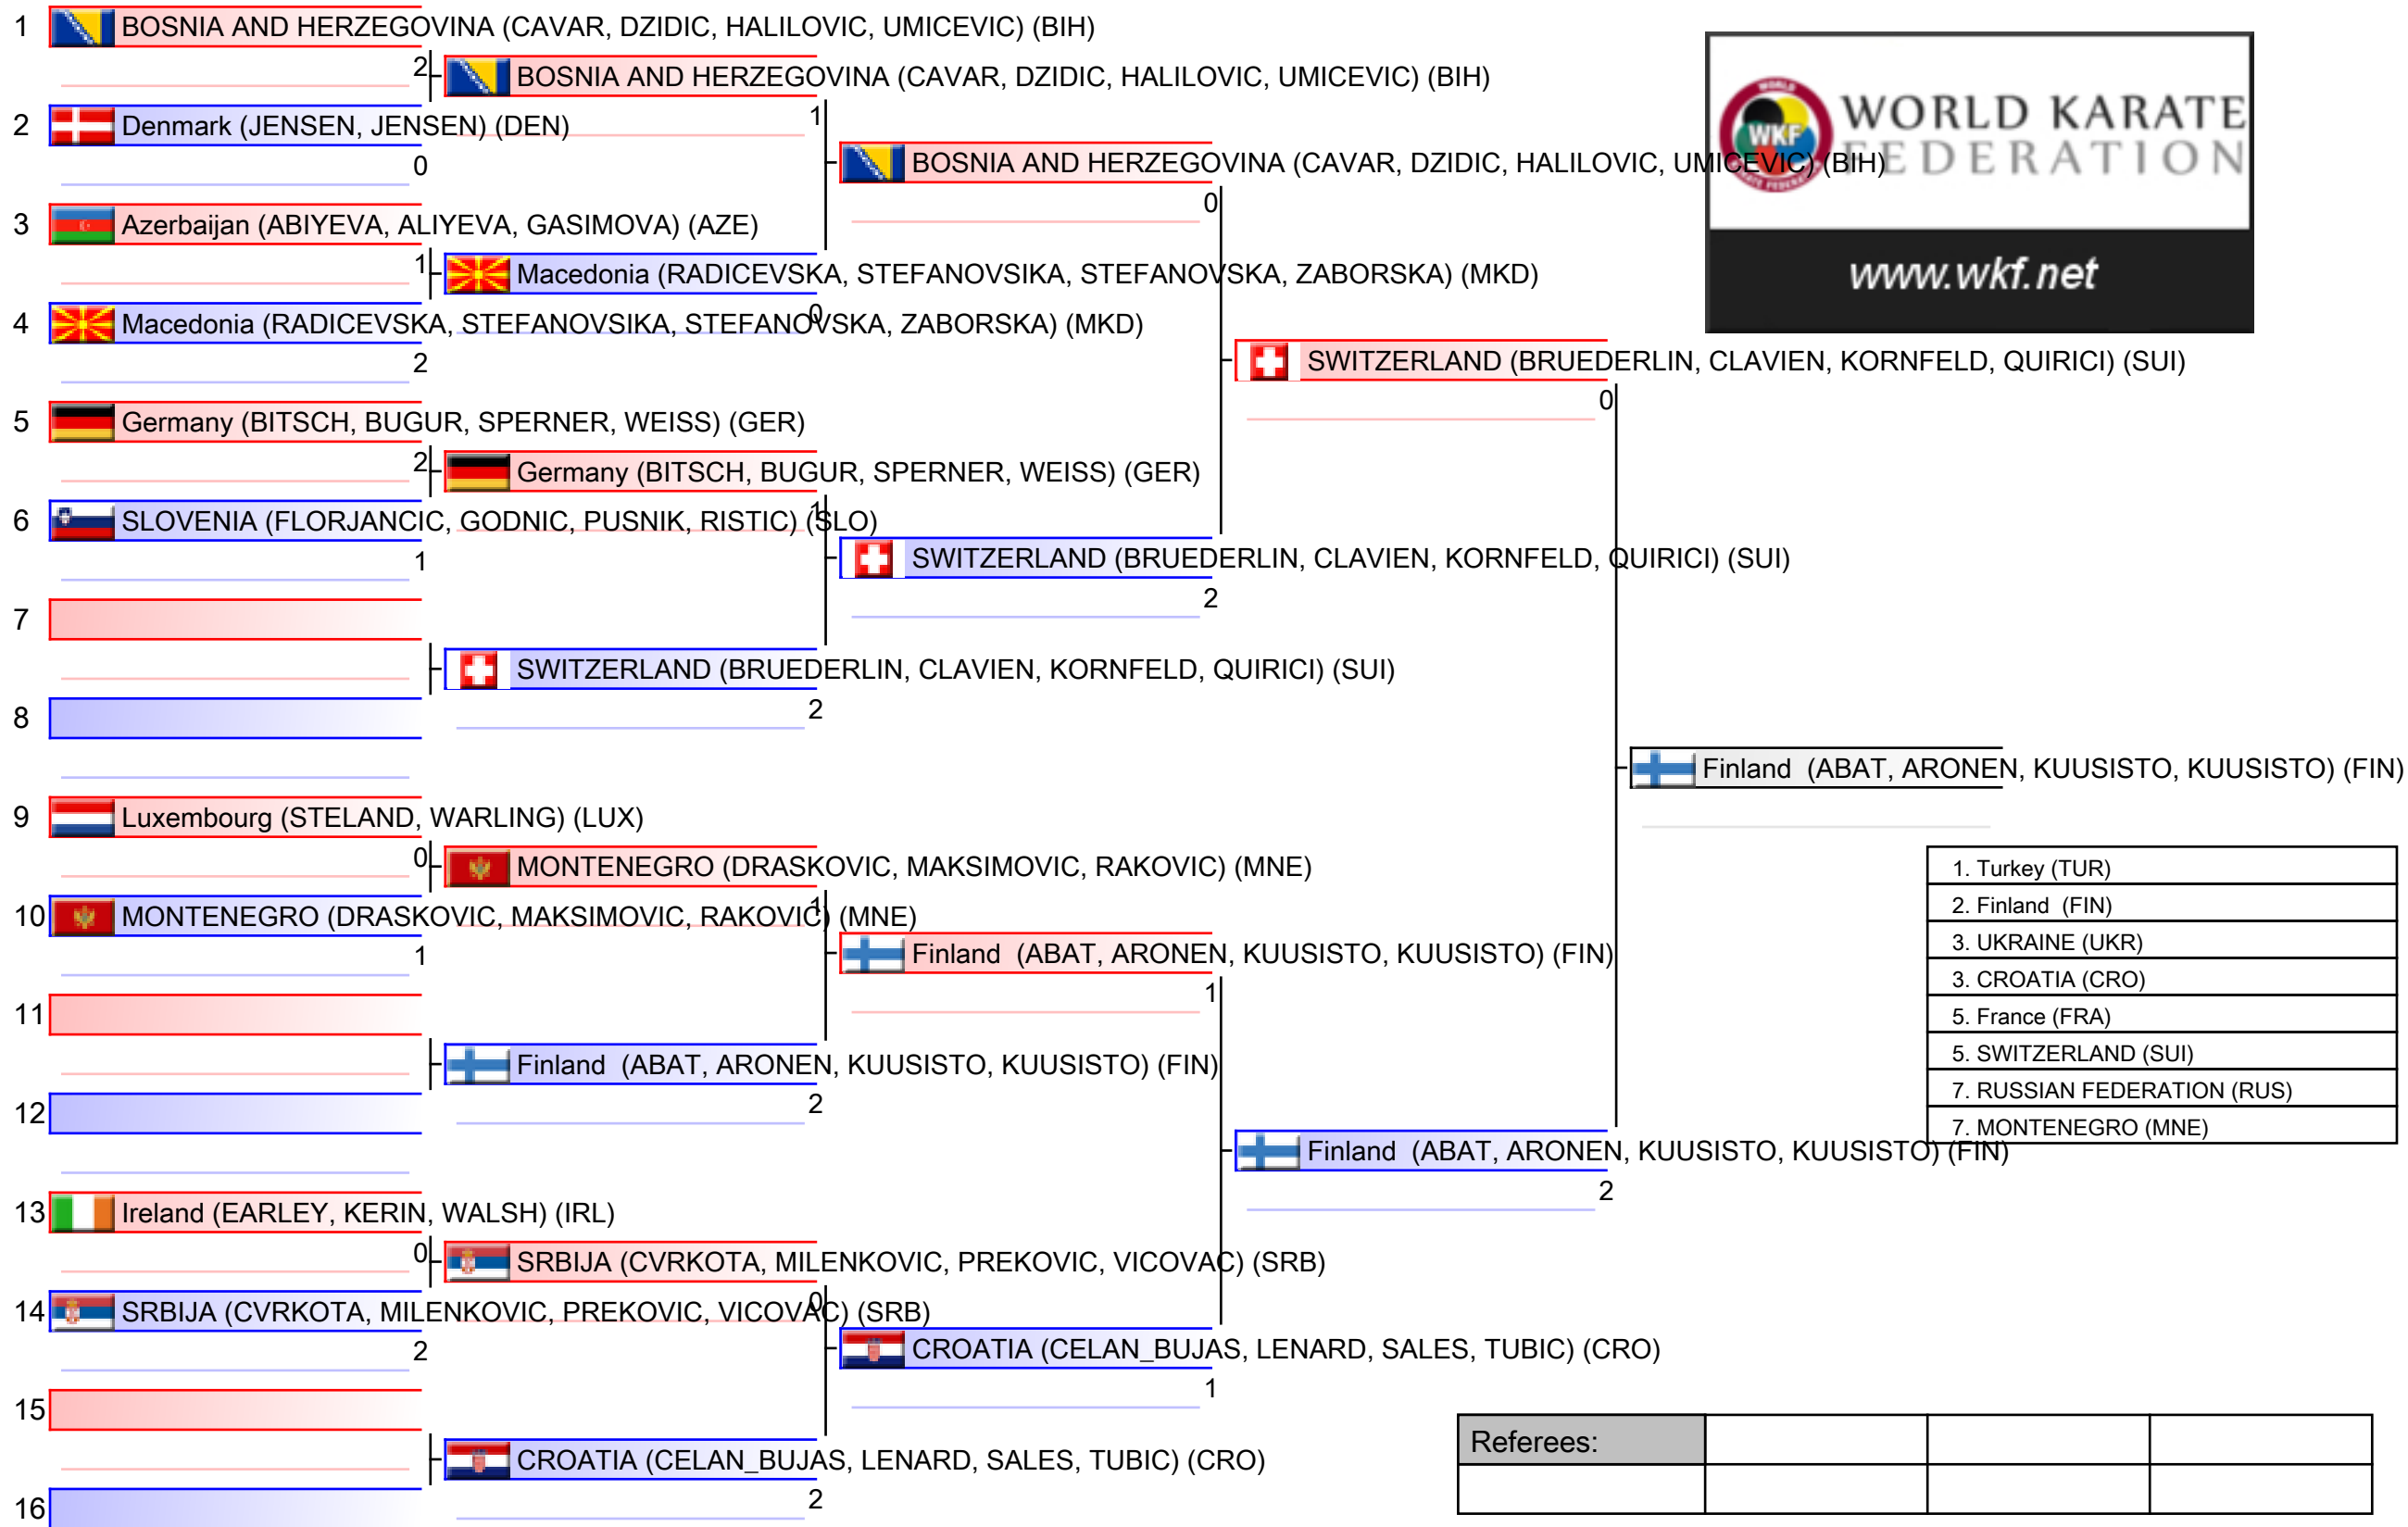 1 BOSNIA AND HERZEGOVINA (CAVAR, DZIDIC, HALILOVIC, UMICEVIC) (BIH)
2
BOSNIA AND HERZEGOVINA (CAVAR, DZIDIC, HALILOVIC, UMICEVIC) (BIH)
1
2 Denmark (JENSEN, JENSEN) (DEN)
0
BOSNIA AND HERZEGOVINA (CAVAR, DZIDIC, HALILOVIC, UMICEVIC) (BIH)
0
WORLD KARATE
FEDERATION
WKF
www.wkf.net
3 Azerbaijan (ABIYEVA, ALIYEVA, GASIMOVA) (AZE)
1
Macedonia (RADICEVSKA, STEFANOVSIKA, STEFANOVSKA, ZABORSKA) (MKD)
0
4 Macedonia (RADICEVSKA, STEFANOVSIKA, STEFANOVSKA, ZABORSKA) (MKD)
2
SWITZERLAND (BRUEDERLIN, CLAVIEN, KORNFELD, QUIRICI) (SUI)
0
5 Germany (BITSCH, BUGUR, SPERNER, WEISS) (GER)
2
Germany (BITSCH, BUGUR, SPERNER, WEISS) (GER)
1
6 SLOVENIA (FLORJANCIC, GODNIC, PUSNIK, RISTIC) (SLO)
1
SWITZERLAND (BRUEDERLIN, CLAVIEN, KORNFELD, QUIRICI) (SUI)
2
7
SWITZERLAND (BRUEDERLIN, CLAVIEN, KORNFELD, QUIRICI) (SUI)
2
8
Finland (ABAT, ARONEN, KUUSISTO, KUUSISTO) (FIN)
9 Luxembourg (STELAND, WARLING) (LUX)
0
MONTENEGRO (DRASKOVIC, MAKSIMOVIC, RAKOVIC) (MNE)
1
10 MONTENEGRO (DRASKOVIC, MAKSIMOVIC, RAKOVIC) (MNE)
1
Finland (ABAT, ARONEN, KUUSISTO, KUUSISTO) (FIN)
1
11
Finland (ABAT, ARONEN, KUUSISTO, KUUSISTO) (FIN)
2
12
Finland (ABAT, ARONEN, KUUSISTO, KUUSISTO) (FIN)
2
1. Turkey (TUR)
2. Finland (FIN)
3. UKRAINE (UKR)
3. CROATIA (CRO)
5. France (FRA)
5. SWITZERLAND (SUI)
7. RUSSIAN FEDERATION (RUS)
7. MONTENEGRO (MNE)
13 Ireland (EARLEY, KERIN, WALSH) (IRL)
0
SRBIJA (CVRKOTA, MILENKOVIC, PREKOVIC, VICOVAC) (SRB)
0
14 SRBIJA (CVRKOTA, MILENKOVIC, PREKOVIC, VICOVAC) (SRB)
2
CROATIA (CELAN_BUJAS, LENARD, SALES, TUBIC) (CRO)
1
15
CROATIA (CELAN_BUJAS, LENARD, SALES, TUBIC) (CRO)
2
16
Referees: